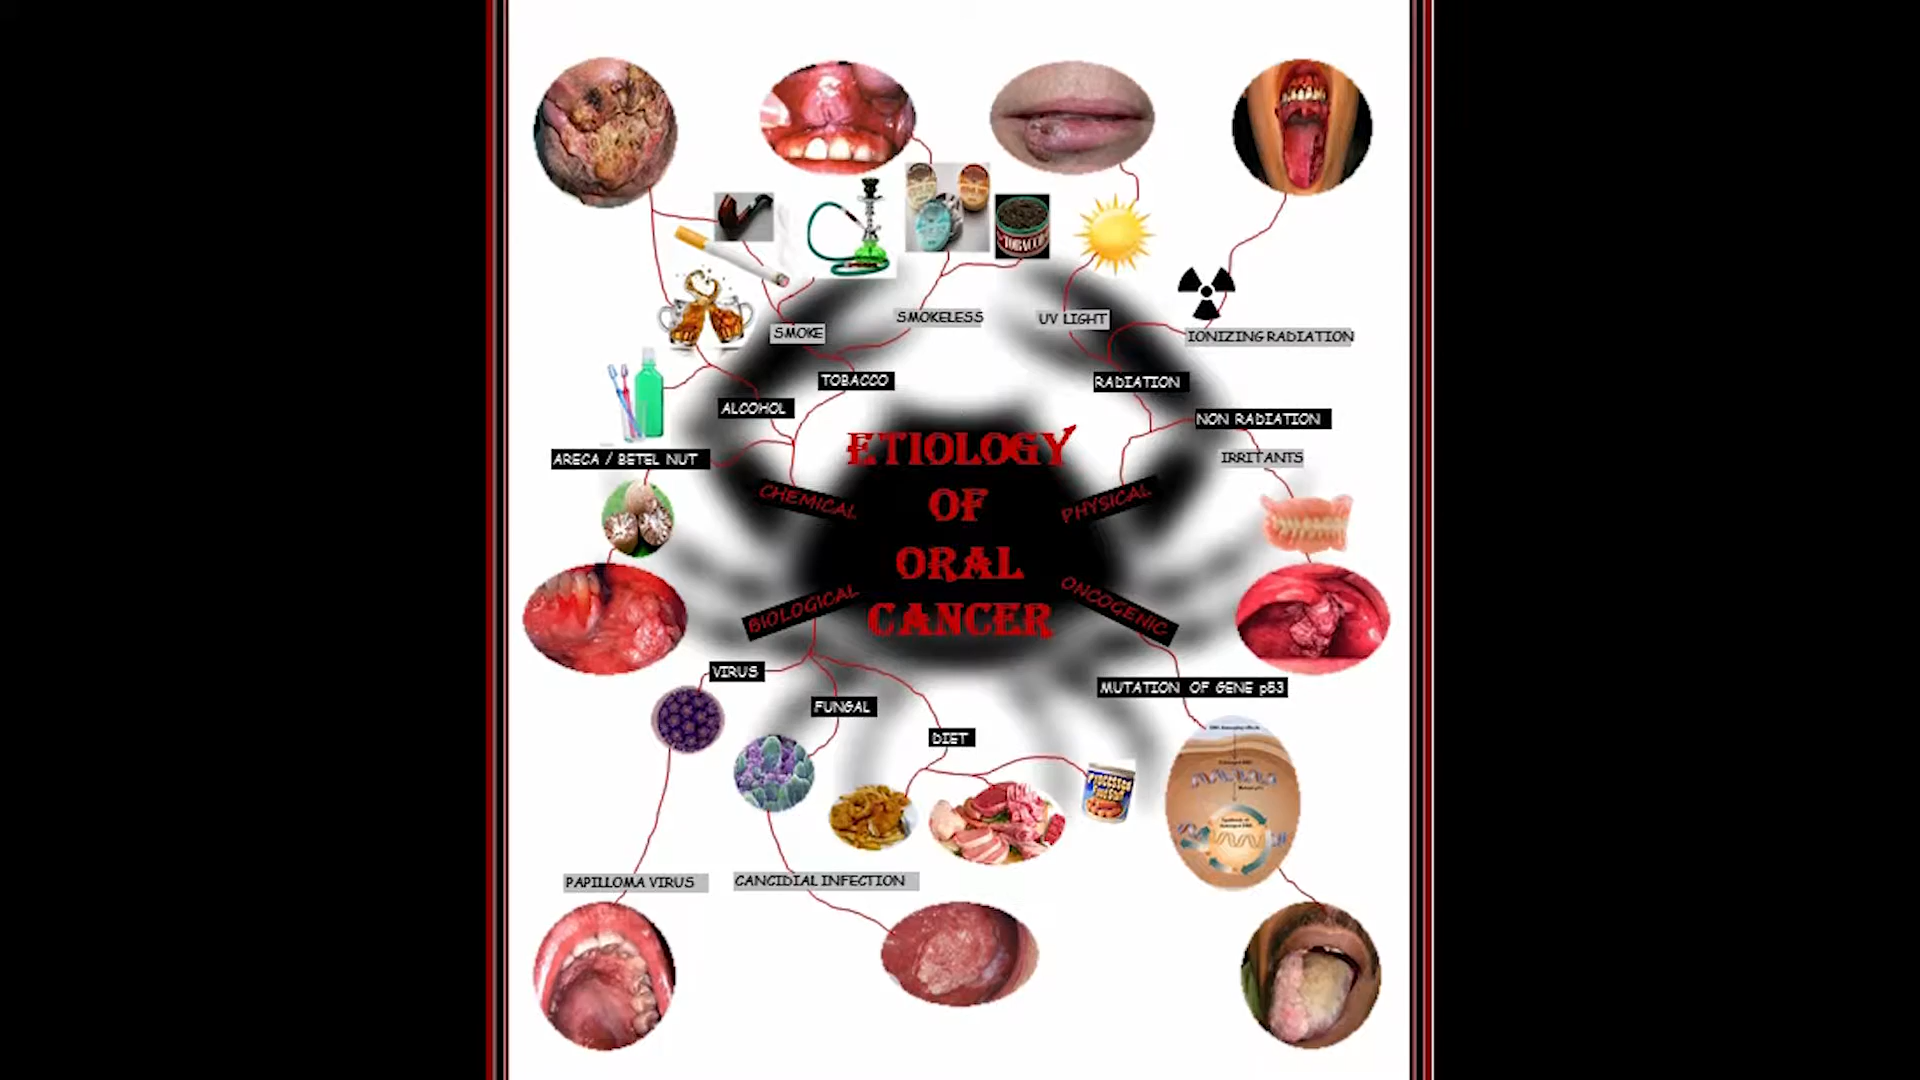 TOBACCO
SMOKELESS
UV LIGHT
SMOKE
IONIZING RADIATION
TOBACCO
RADIATION
ALCOHOL
NON RADIATION
ARECA / BETEL NUT
IRRITANTS
ETIOLOGY
OF
ORAL
CANCER
CHEMICAL
PHYSICAL
BIOLOGICAL
ONCOGENIC
VIRUS
MUTATION OF GENE p53
FUNGAL
DIET
PAPILLOMA VIRUS
CANCIDIAL INFECTION